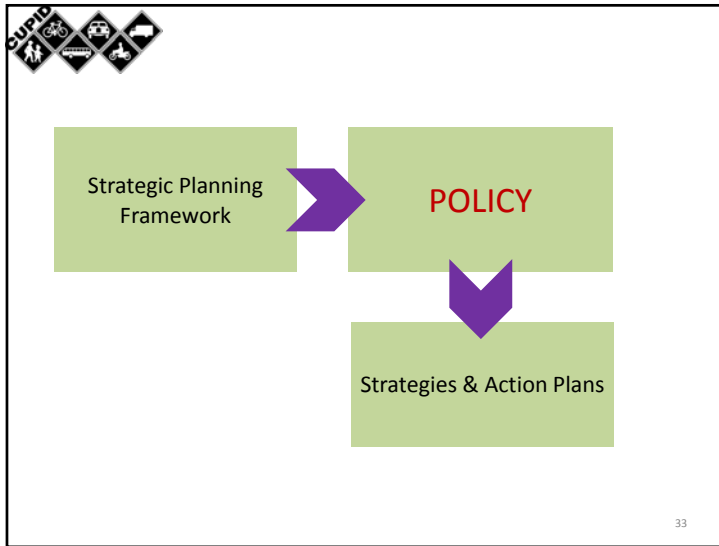 CUPID
Strategic Planning
Framework
POLICY
Strategies & Action Plans
33